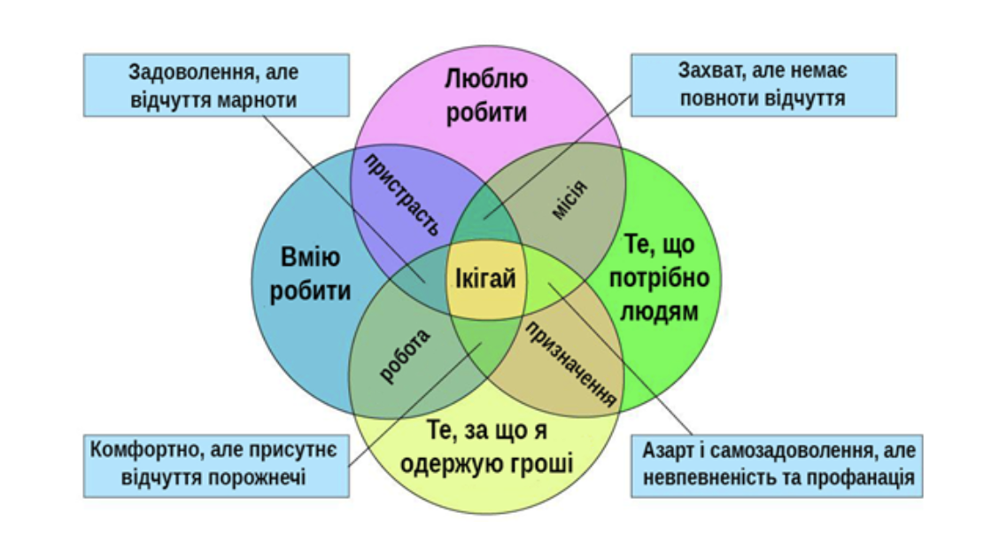 Задоволення, але
відчуття марноти
Люблю
робити
Захват, але немає
повноти відчуття
пристрасть
місія
Вмію
робити
Ікігай
Те, що
потрібно
людям
робота
призначення
Те, за що я
одержую гроші
Комфортно, але присутнє
відчуття порожнечі
Азарт і самозадоволення, але
невпевненість та профанація